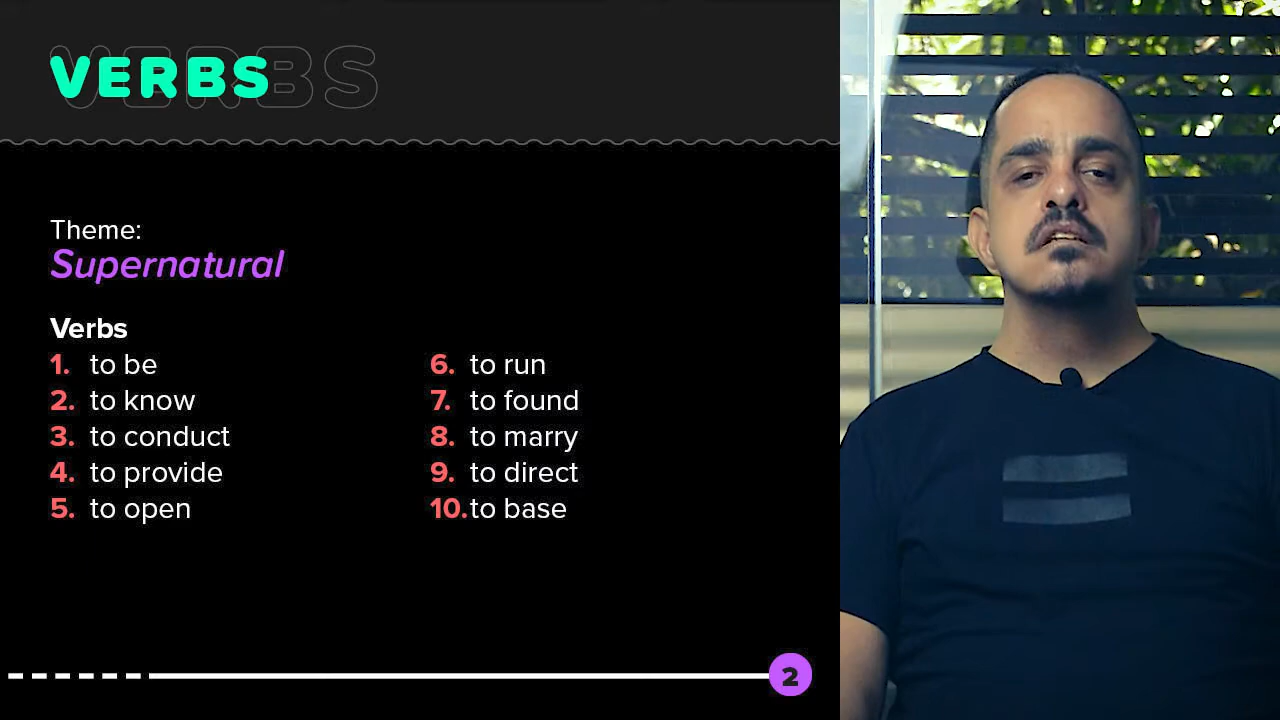 VERBS
Theme:
Supernatural
Verbs
1. to be
2. to know
3. to conduct
4. to provide
5. to open
6. to run
7. to found
8. to marry
9. to direct
10. to base
2